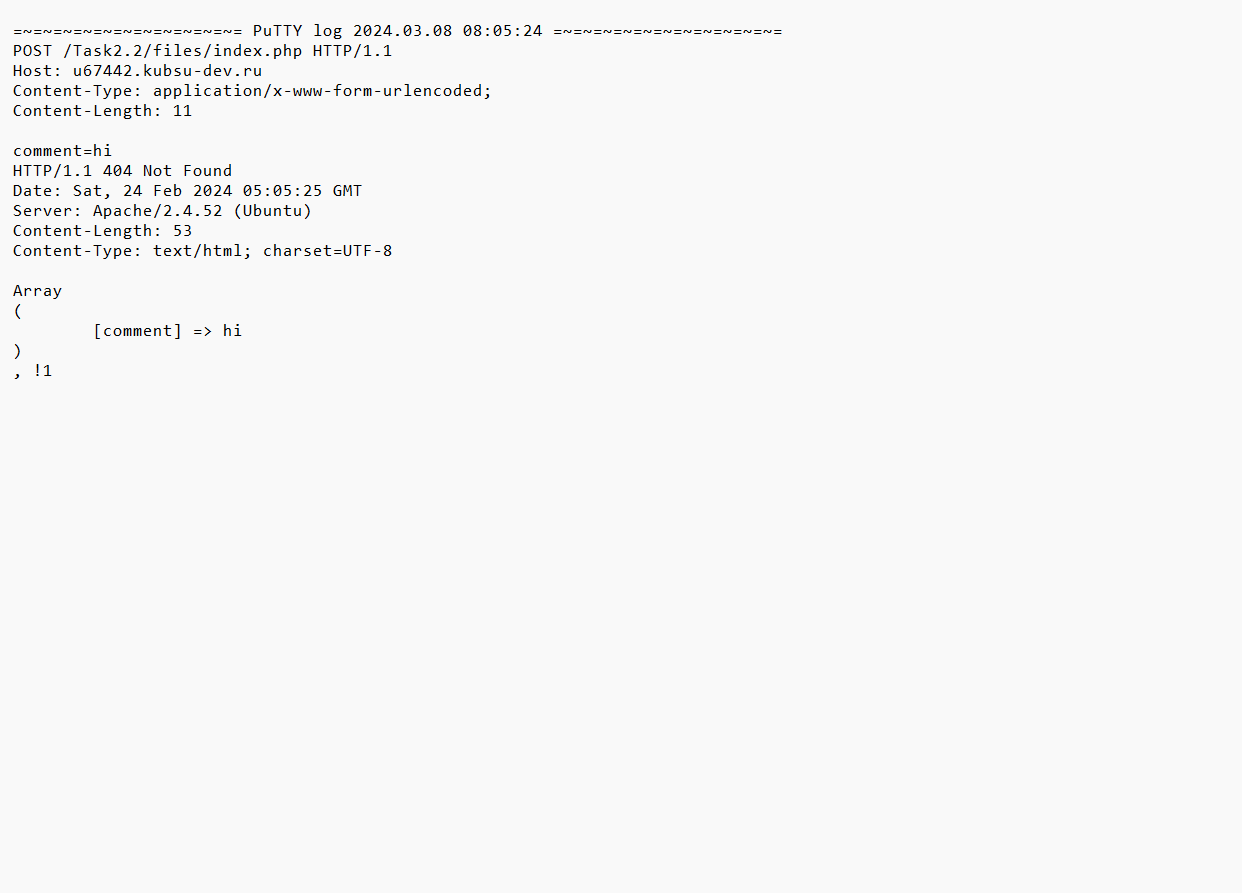 =~=~=~=~=~=~=~=~=~=~=~= PuTTY log 2024.03.08 08:05:24 =~=~=~=~=~=~=~=~=~=~=~=
POST /Task2.2/files/index.php HTTP/1.1
Host: u67442.kubsu-dev.ru
Content-Type: application/x-www-form-urlencoded;
Content-Length: 11

comment=hi
HTTP/1.1 404 Not Found
Date: Sat, 24 Feb 2024 05:05:25 GMT
Server: Apache/2.4.52 (Ubuntu)
Content-Length: 53
Content-Type: text/html; charset=UTF-8

Array
(
        [comment] => hi
)
, !1